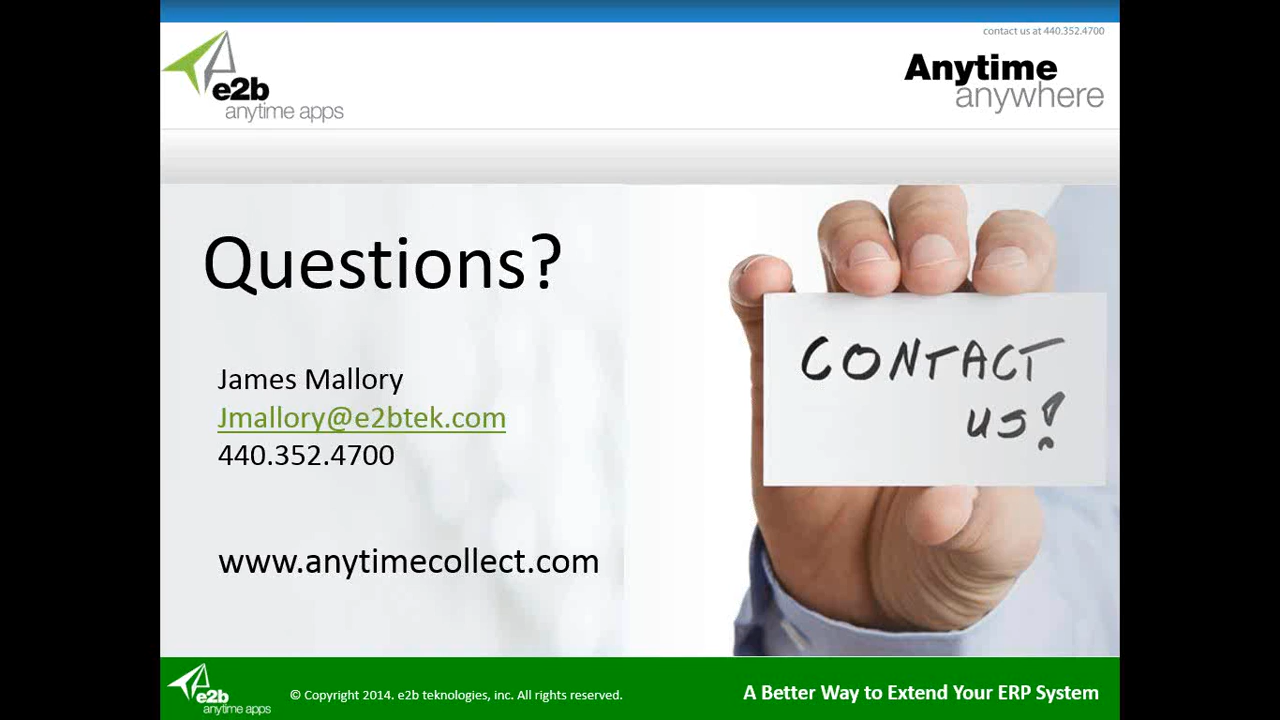 contact us at 440.352.4700
e2b
anytime apps
Anytime
anywhere
Questions?
James Mallory
Jmallory@e2btek.com
440.352.4700
www.anytimecollect.com
CONTACT
US!
e2b
anytime apps
© Copyright 2014. e2b teknologies, inc. All rights reserved.
A Better Way to Extend Your ERP System